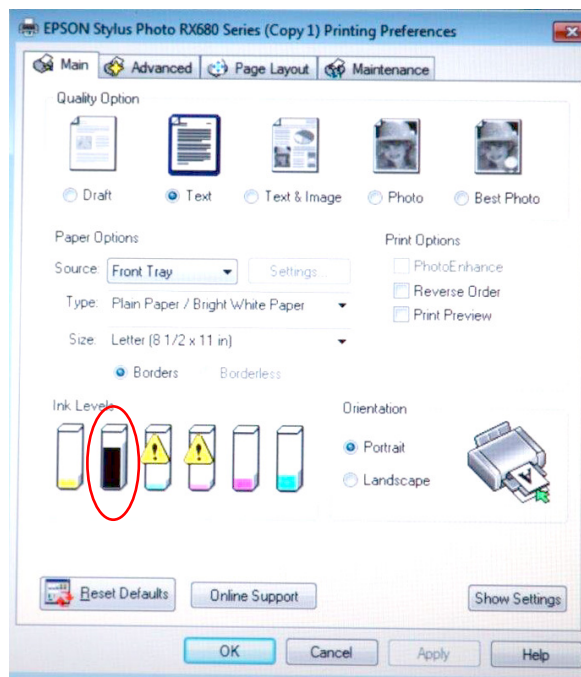 EPSON Stylus Photo RX680 Series (Copy 1) Printing Preferences
Main Advanced Page Layout Maintenance
Quality Option
Draft Text Text & Image Photo Best Photo
Paper Options
Print Options
Source: Front Tray Settings...
PhotoEnhance
Type: Plain Paper / Bright White Paper
Reverse Order
Print Preview
Size: Letter (8 1/2 x 11 in)
Borders Borderless
Ink Levels
Orientation
Portrait
Landscape
Reset Defaults Online Support Show Settings
OK Cancel Apply Help